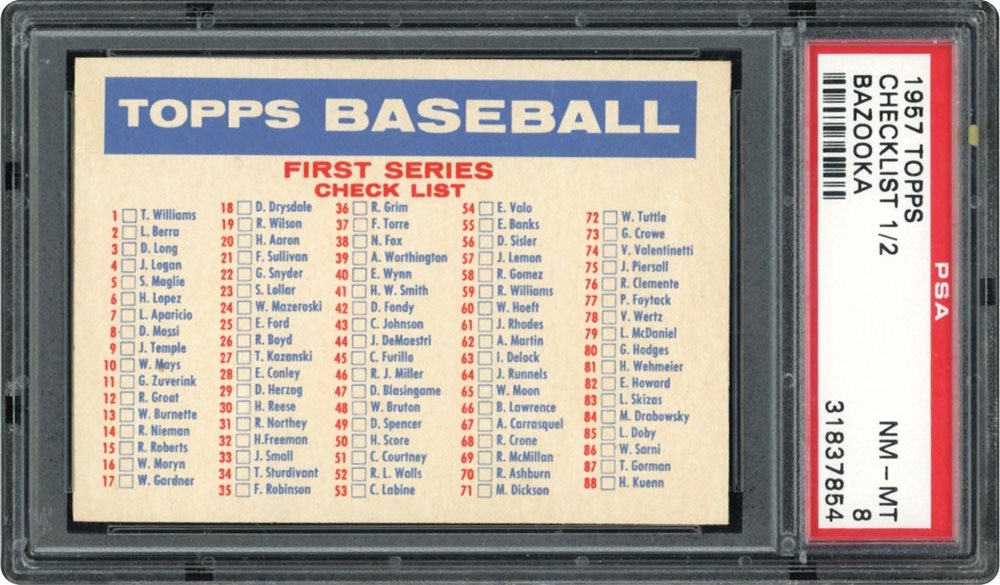 TOPPS BASEBALL
FIRST SERIES
CHECK LIST
1 T. Williams
2 L. Berra
3 D. Long
4 J. Logan
5 S. Maglie
6 H. Lopez
7 L. Aparicio
8 D. Mossi
9 J. Temple
10 W. Mays
11 G. Zuverink
12 R. Groat
13 W. Burnette
14 R. Nieman
15 R. Roberts
16 W. Moryn
17 W. Gardner
18 D. Drysdale
19 R. Wilson
20 H. Aaron
21 F. Sullivan
22 G. Snyder
23 S. Lollar
24 W. Mazeroski
25 E. Ford
26 R. Boyd
27 T. Kazanski
28 E. Conley
29 D. Herzog
30 H. Reese
31 R. Northey
32 H.Freeman
33 J. Small
34 T. Sturdivant
35 F. Robinson
36 R. Grim
37 F. Torre
38 N. Fox
39 A. Worthington
40 E. Wynn
41 H. W. Smith
42 D. Fondy
43 C. Johnson
44 J. DeMaestri
45 C. Furille
46 R. J. Miller
47 D. Blasingame
48 W. Bruton
49 D. Spencer
50 H. Score
51 C. Courtney
52 R. L. Walls
53 C. Labine
54 E. Valo
55 E. Banks
56 D. Sisler
57 J. Lemon
58 R. Gomez
59 R. Williams
60 W. Hoeft
61 J. Rhodes
62 A. Martin
63 I. Delock
64 J. Runnels
65 W. Moon
66 B. Lawrence
67 A. Carrasquel
68 R. Crone
69 R. McMillan
70 R. Ashburn
71 M. Dickson
72 W. Tuttle
73 G. Crowe
74 V. Valentinetti
75 J. Piersall
76 R. Clemente
77 P. Foytack
78 V. Wertz
79 L. McDaniel
80 G. Hodges
81 H. Wehmeier
82 E. Howard
83 L. Skizas
84 M. Drabowsky
85 L. Doby
86 W. Sarni
87 T. Gorman
88 H. Kuenn
1957 TOPPS
CHECKLIST 1/2
BAZOOKA
PSA
NM - MT 8
31837854